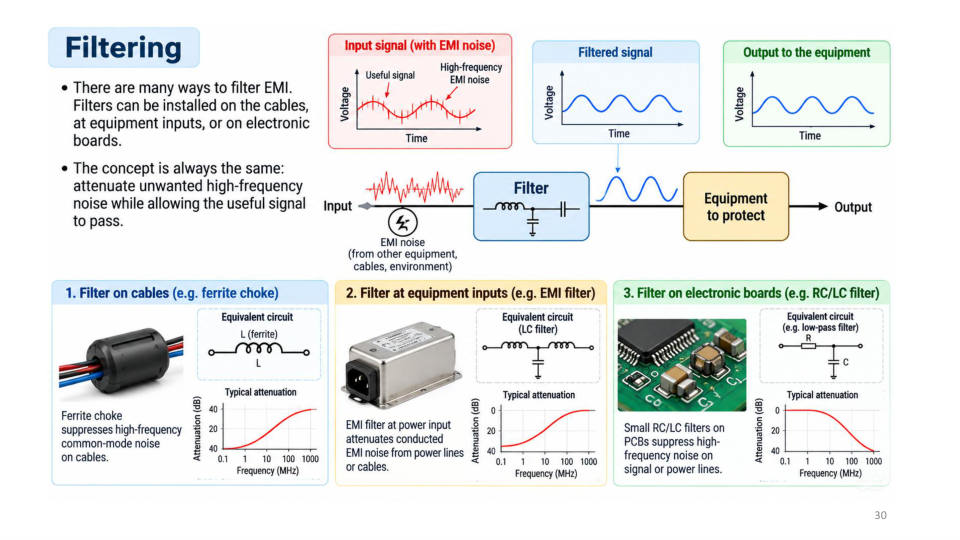 Filtering
• There are many ways to filter EMI.
Filters can be installed on the cables,
at equipment inputs, or on electronic
boards.
• The concept is always the same:
attenuate unwanted high-frequency
noise while allowing the useful signal
to pass.
Input signal (with EMI noise)
Useful signal
High-frequency
EMI noise
Voltage
Time
Filtered signal
Voltage
Time
Output to the equipment
Voltage
Time
Input
EMI noise
(from other equipment,
cables, environment)
Filter
Equipment
to protect
Output
1. Filter on cables (e.g. ferrite choke)
Equivalent circuit
L (ferrite)
L
Ferrite choke
suppresses high-frequency
common-mode noise
on cables.
Typical attenuation
Attenuation (dB)
40
20
40
0.1 1 10 100 1000
Frequency (MHz)
2. Filter at equipment inputs (e.g. EMI filter)
Equivalent circuit
(LC filter)
EMI filter at power input
attenuates conducted
EMI noise from power lines
or cables.
Typical attenuation
Attenuation (dB)
0
20
40
0.1 1 10 100 1000
Frequency (MHz)
3. Filter on electronic boards (e.g. RC/LC filter)
Equivalent circuit
(e.g. low-pass filter)
R
C
Small RC/LC filters on
PCBs suppress high-
frequency noise on
signal or power lines.
Typical attenuation
Attenuation (dB)
0
20
40
0.1 1 10 100 1000
Frequency (MHz)
30